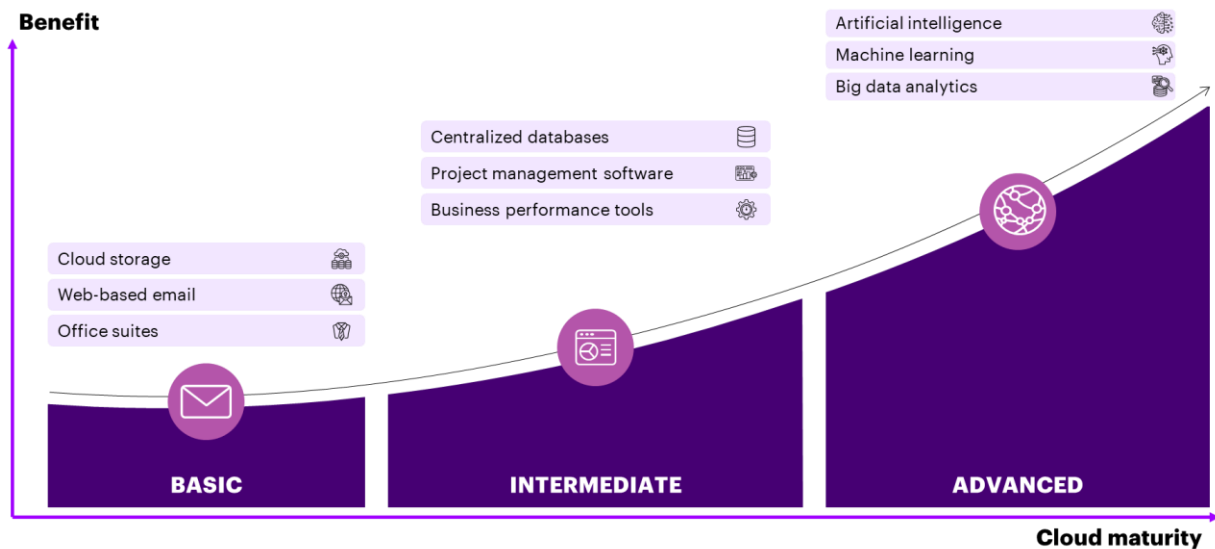 Benefit
Artificial intelligence
Machine learning
Big data analytics
Centralized databases
Project management software
Business performance tools
Cloud storage
Web-based email
Office suites
BASIC
INTERMEDIATE
ADVANCED
Cloud maturity